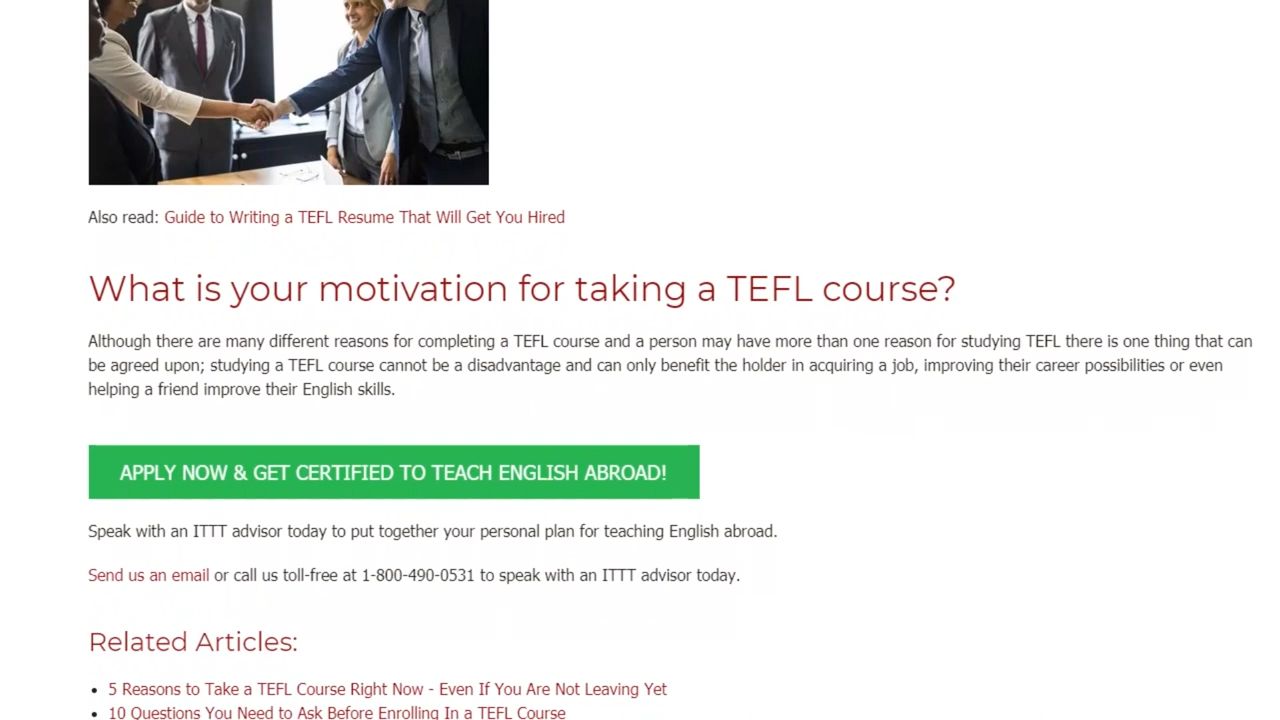 Also read: Guide to Writing a TEFL Resume That Will Get You Hired
What is your motivation for taking a TEFL course?
Although there are many different reasons for completing a TEFL course and a person may have more than one reason for studying TEFL there is one thing that can
be agreed upon; studying a TEFL course cannot be a disadvantage and can only benefit the holder in acquiring a job, improving their career possibilities or even
helping a friend improve their English skills.
APPLY NOW & GET CERTIFIED TO TEACH ENGLISH ABROAD!
Speak with an ITTT advisor today to put together your personal plan for teaching English abroad.
Send us an email or call us toll-free at 1-800-490-0531 to speak with an ITTT advisor today.
Related Articles:
• 5 Reasons to Take a TEFL Course Right Now - Even If You Are Not Leaving Yet
• 10 Questions You Need to Ask Before Enrolling In a TEFL Course